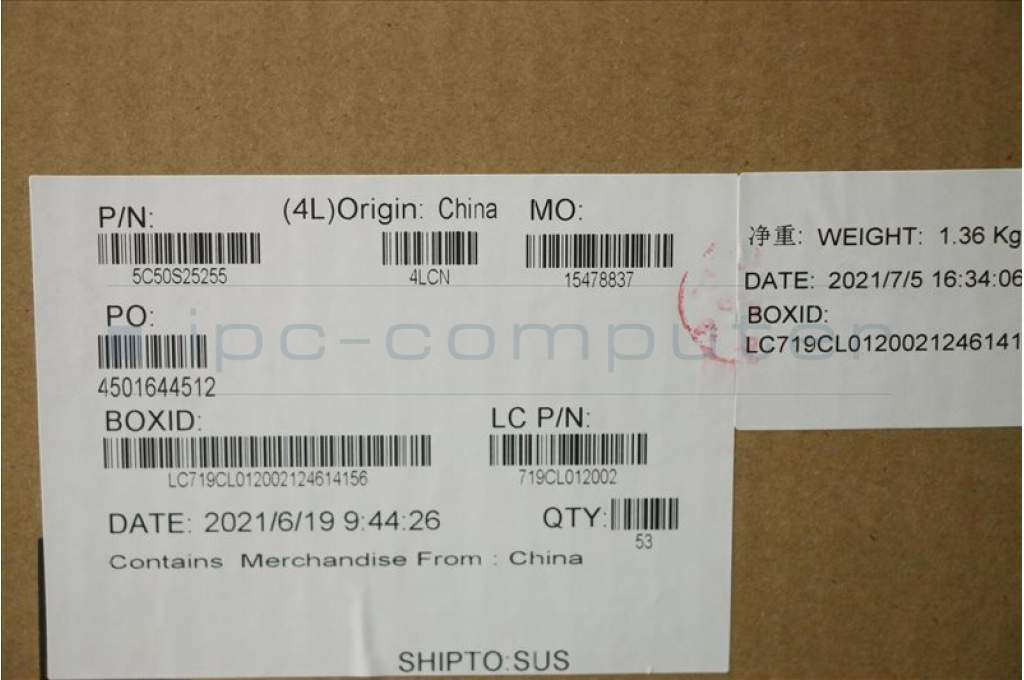 P/N:
5C50S25255
(4L)Origin: China
4LCN
MO:
15478837
PO:
4501644512
BOXID:
LC719CL012002124614156
LC P/N:
719CL012002
DATE: 2021/6/19 9:44:26
QTY:
53
Contains Merchandise From : China
SHIPTO:SUS
净重: WEIGHT: 1.36 Kg
DATE: 2021/7/5 16:34:06
BOXID:
LC719CL0120021246141
ipc-computer